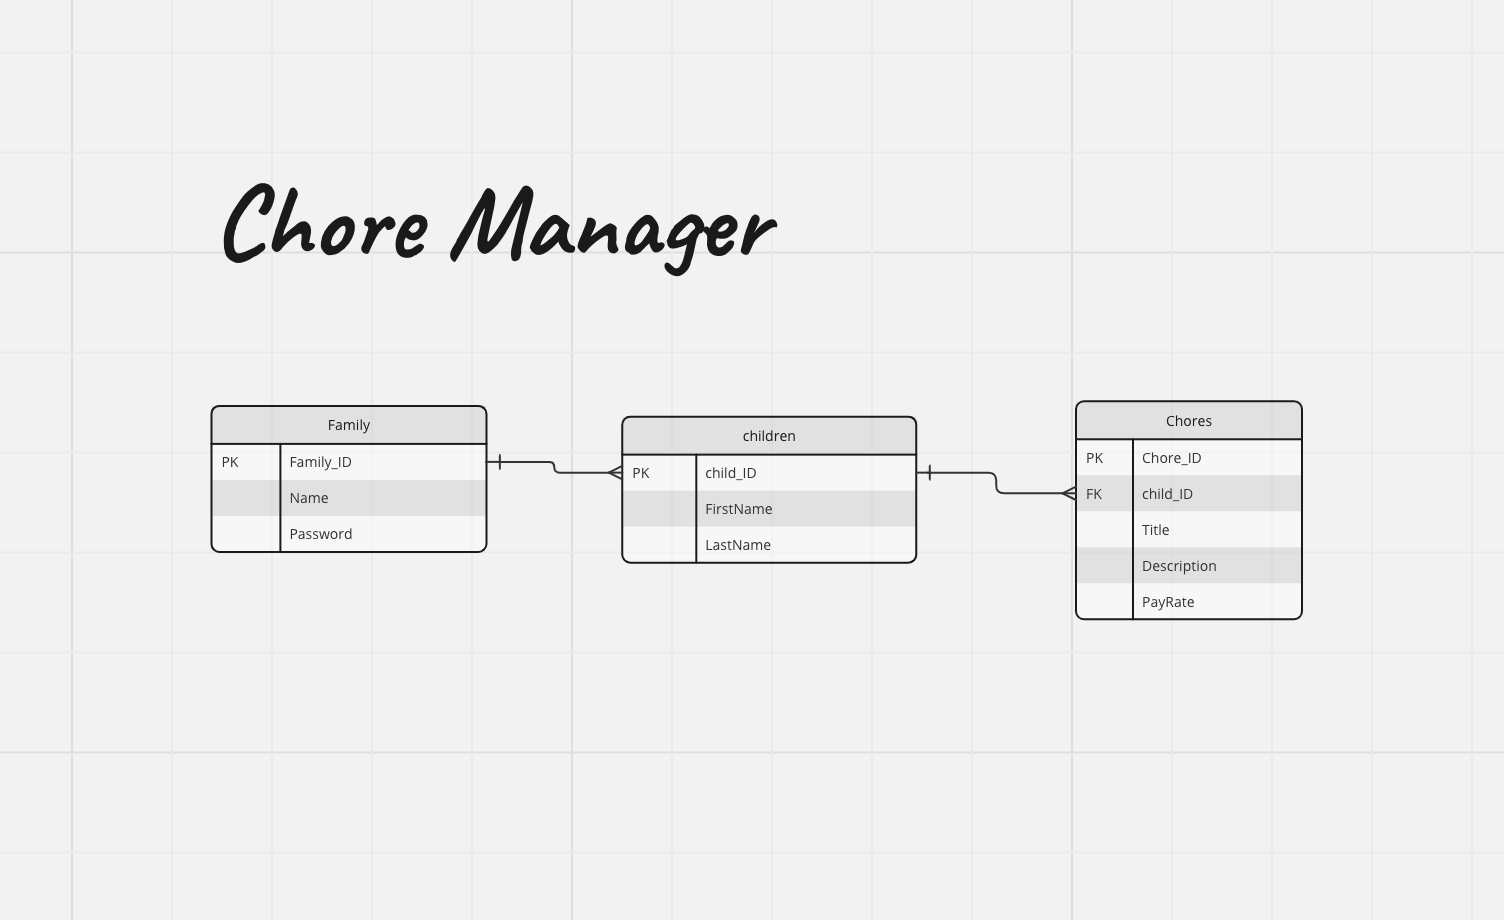 Chore Manager
Family
PK Family_ID
Name
Password
children
PK child_ID
FirstName
LastName
Chores
PK Chore_ID
FK child_ID
Title
Description
PayRate